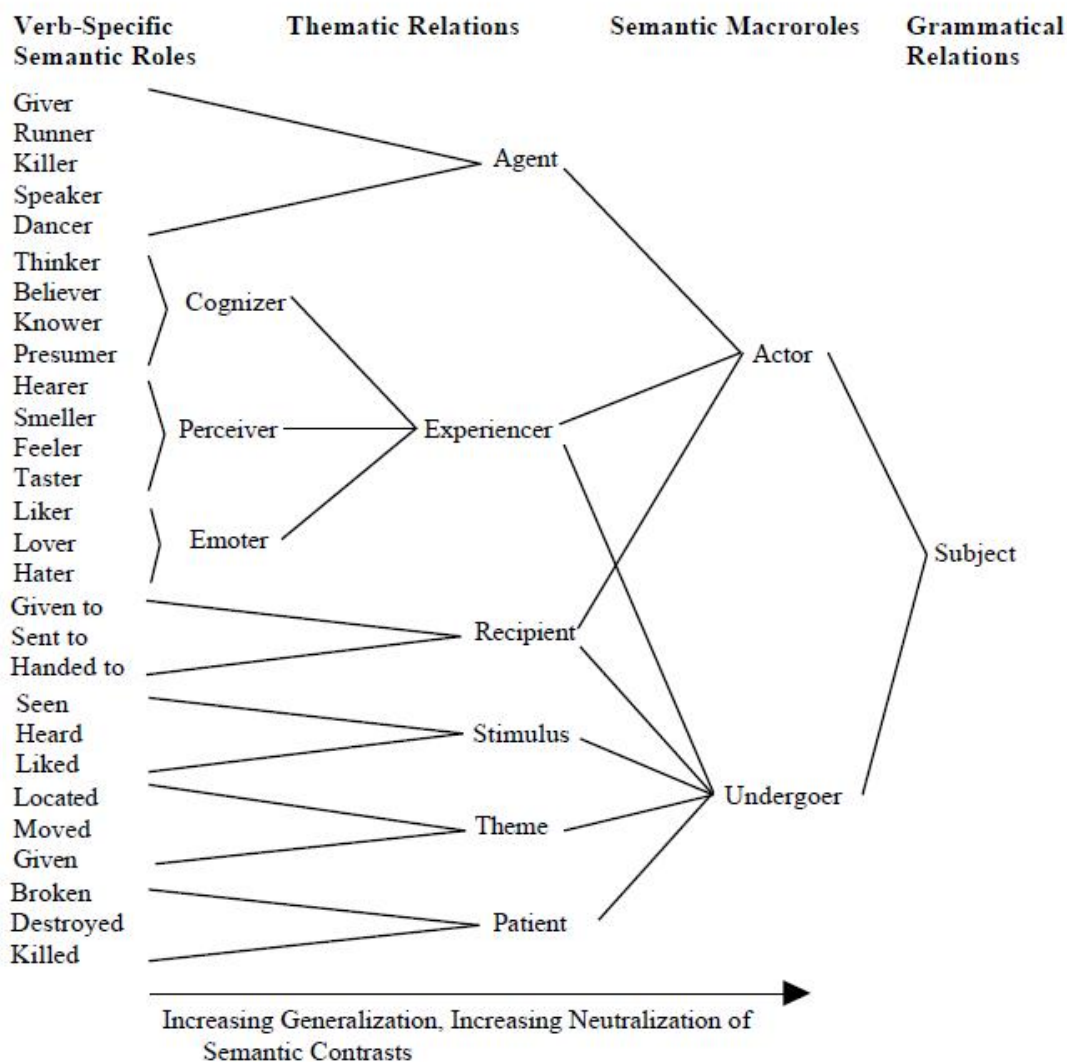 Verb-Specific
Semantic Roles
Thematic Relations
Semantic Macroroles
Grammatical
Relations
Giver
Runner
Killer
Speaker
Dancer
Agent
Thinker
Believer
Knower
Presumer
Cognizer
Hearer
Smeller
Feeler
Taster
Perceiver
Experiencer
Actor
Liker
Lover
Hater
Emoter
Subject
Given to
Sent to
Handed to
Recipient
Seen
Heard
Liked
Stimulus
Located
Moved
Given
Theme
Undergoer
Broken
Destroyed
Killed
Patient
Increasing Generalization, Increasing Neutralization of
Semantic Contrasts